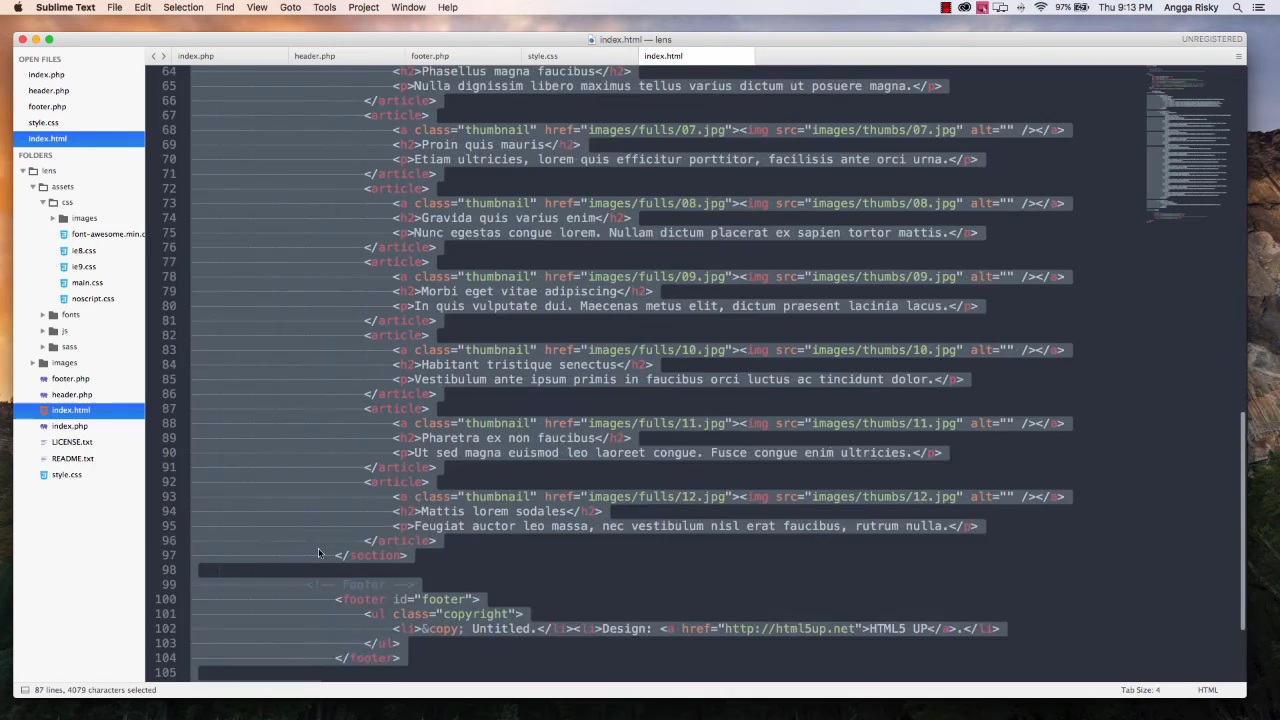 Sublime Text File Edit Selection Find View Goto Tools Project Window Help 97% Thu 9:13 PM Angga Risky
index.html — lens UNREGISTERED
OPEN FILES
index.php
header.php
footer.php
style.css
index.html
FOLDERS
lens
assets
css
images
font-awesome.min.c
ie8.css
ie9.css
main.css
noscript.css
fonts
js
sass
images
footer.php
header.php
index.html
index.php
LICENSE.txt
README.txt
style.css
index.php header.php footer.php style.css index.html
64 <h2>Phasellus magna faucibus</h2>
65 <p>Nulla dignissim libero maximus tellus varius dictum ut posuere magna.</p>
66 </article>
67 <article>
68 <a class="thumbnail" href="images/fulls/07.jpg"><img src="images/thumbs/07.jpg" alt="" /></a>
69 <h2>Proin quis mauris</h2>
70 <p>Etiam ultricies, lorem quis efficitur porttitor, facilisis ante orci urna.</p>
71 </article>
72 <article>
73 <a class="thumbnail" href="images/fulls/08.jpg"><img src="images/thumbs/08.jpg" alt="" /></a>
74 <h2>Gravida quis varius enim</h2>
75 <p>Nunc egestas congue lorem. Nullam dictum placerat ex sapien tortor mattis.</p>
76 </article>
77 <article>
78 <a class="thumbnail" href="images/fulls/09.jpg"><img src="images/thumbs/09.jpg" alt="" /></a>
79 <h2>Morbi eget vitae adipiscing</h2>
80 <p>In quis vulputate dui. Maecenas metus elit, dictum praesent lacinia lacus.</p>
81 </article>
82 <article>
83 <a class="thumbnail" href="images/fulls/10.jpg"><img src="images/thumbs/10.jpg" alt="" /></a>
84 <h2>Habitant tristique senectus</h2>
85 <p>Vestibulum ante ipsum primis in faucibus orci luctus ac tincidunt dolor.</p>
86 </article>
87 <article>
88 <a class="thumbnail" href="images/fulls/11.jpg"><img src="images/thumbs/11.jpg" alt="" /></a>
89 <h2>Pharetra ex non faucibus</h2>
90 <p>Ut sed magna euismod leo laoreet congue. Fusce congue enim ultricies.</p>
91 </article>
92 <article>
93 <a class="thumbnail" href="images/fulls/12.jpg"><img src="images/thumbs/12.jpg" alt="" /></a>
94 <h2>Mattis lorem sodales</h2>
95 <p>Feugiat auctor leo massa, nec vestibulum nisl erat faucibus, rutrum nulla.</p>
96 </article>
97 </section>
98
99 <!-- Footer -->
100 <footer id="footer">
101 <ul class="copyright">
102 <li>&copy; Untitled.</li><li>Design: <a href="http://html5up.net">HTML5 UP</a>.</li>
103 </ul>
104 </footer>
105
87 lines, 4079 characters selected Tab Size: 4 HTML